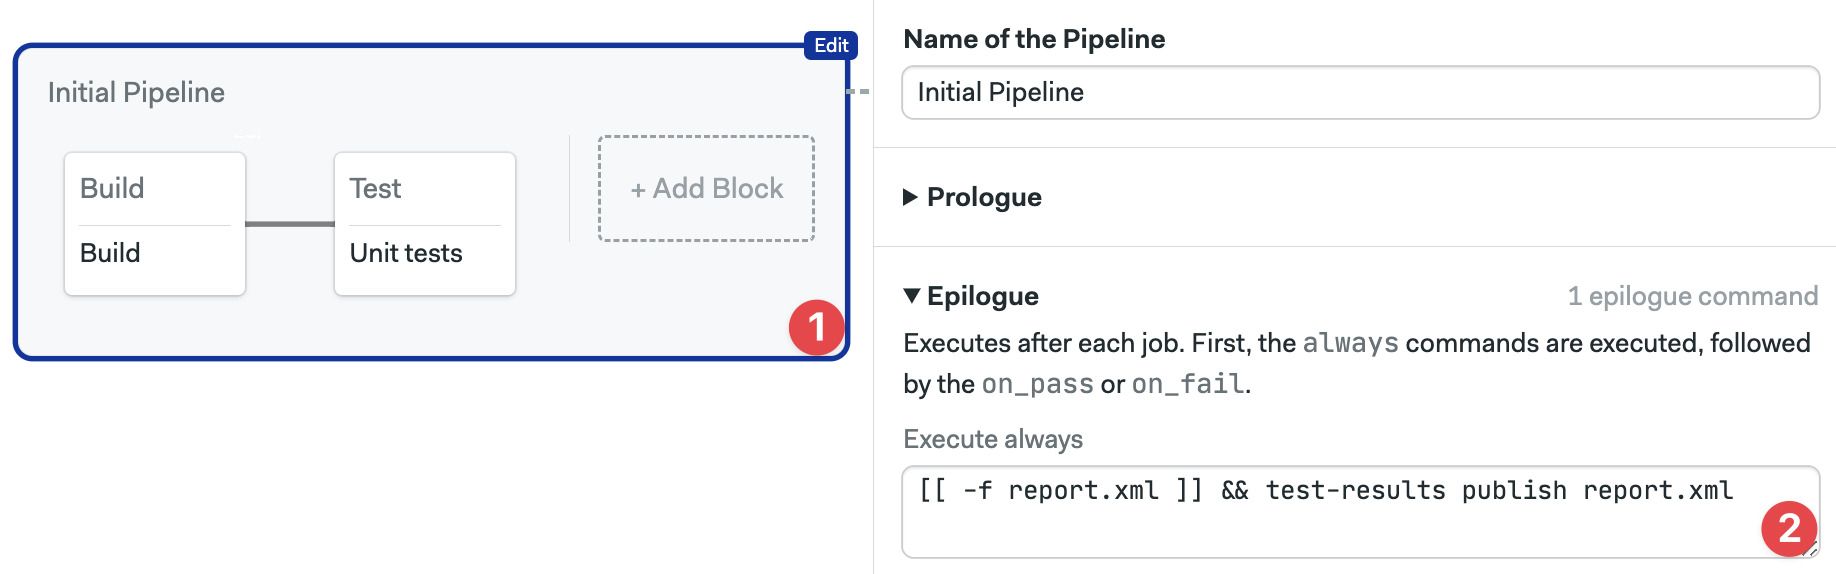 Edit
Initial Pipeline
Build
Build
Test
Unit tests
+ Add Block
1
Name of the Pipeline
Initial Pipeline
▶ Prologue
▼ Epilogue
1 epilogue command
Executes after each job. First, the always commands are executed, followed
by the on_pass or on_fail.
Execute always
[[ -f report.xml ]] && test-results publish report.xml
2